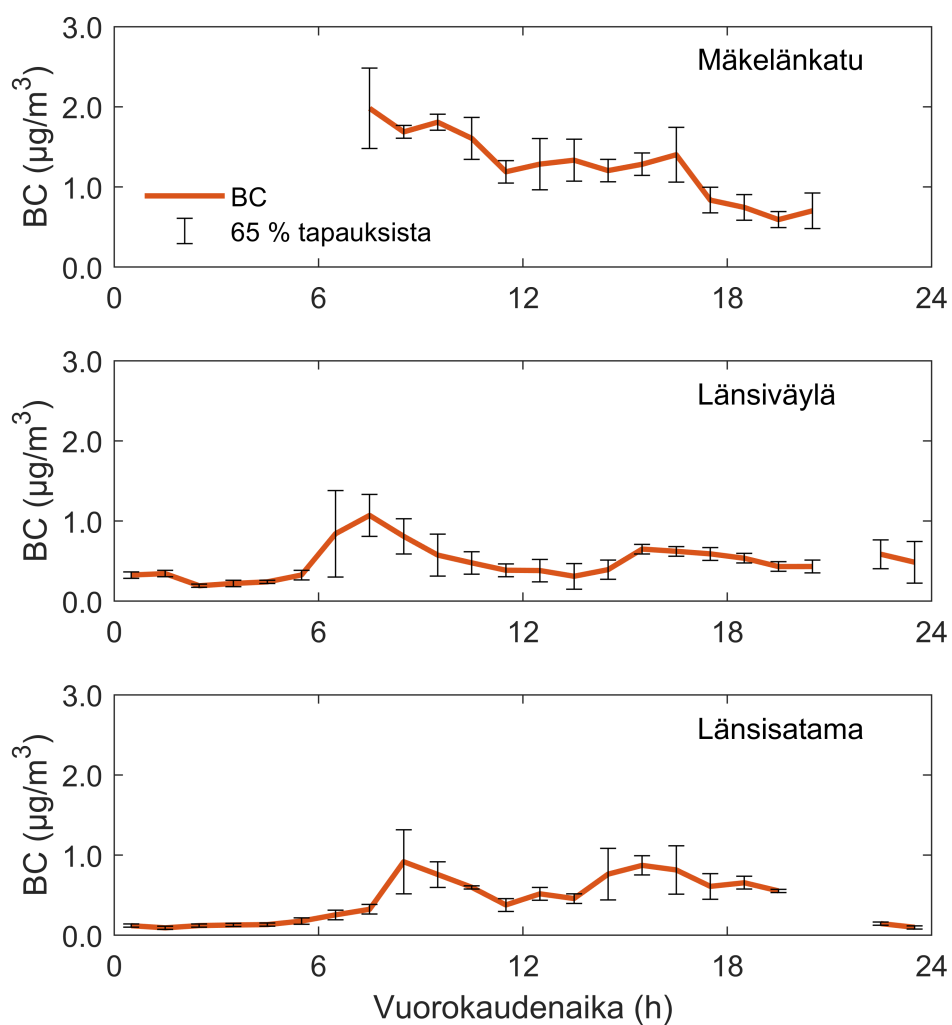 3.0
Mäkelänkatu
2.0
BC (µg/m³)
1.0
BC
65 % tapauksista
0.0
0 6 12 18 24
3.0
Länsiväylä
2.0
BC (µg/m³)
1.0
0.0
0 6 12 18 24
3.0
Länsisatama
2.0
BC (µg/m³)
1.0
0.0
0 6 12 18 24
Vuorokaudenaika (h)